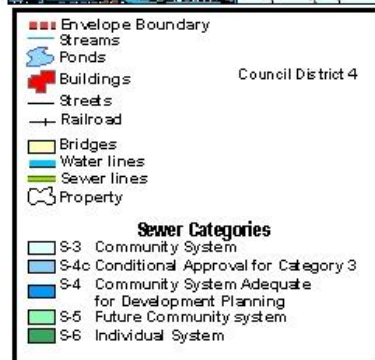 Envelope Boundary
Streams
Ponds
Buildings
Council District 4
Streets
Railroad
Bridges
Water lines
Sewer lines
Property
Sewer Categories
S-3 Community System
S-4c Conditional Approval for Category 3
S-4 Community System Adequate
for Development Planning
S-5 Future Community system
S-6 Individual System